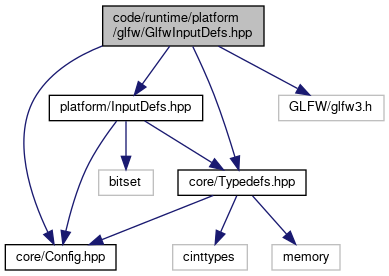 code/runtime/platform
/glfw/GlfwInputDefs.hpp
platform/InputDefs.hpp
GLFW/glfw3.h
bitset
core/Typedefs.hpp
core/Config.hpp
cinttypes
memory